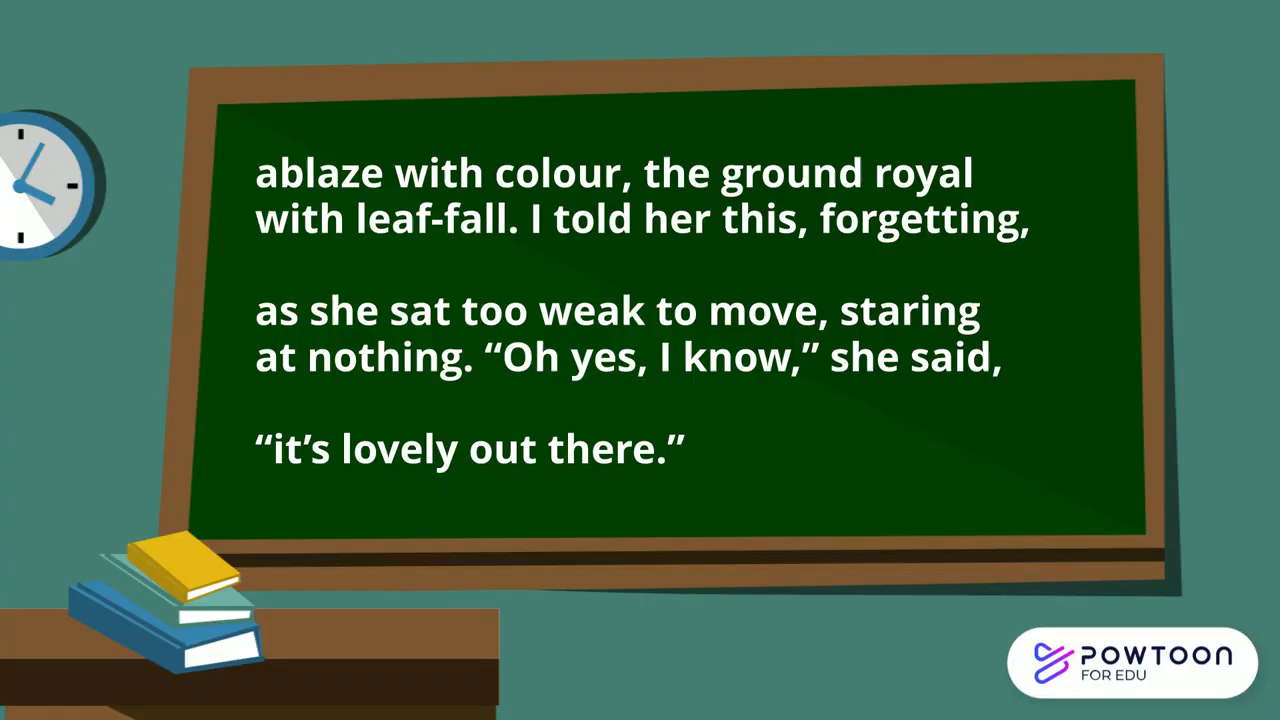 ablaze with colour, the ground royal
with leaf-fall. I told her this, forgetting,
as she sat too weak to move, staring
at nothing. “Oh yes, I know,” she said,
“it’s lovely out there.”
POWTOON
FOR EDU